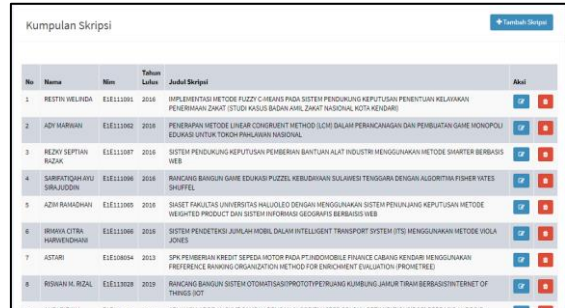 Kumpulan Skripsi
Tambah Skripsi
No Nama Nim Tahun Lulus Judul Skripsi Aksi
1 RESTIN WELINDA E1E111091 2016 IMPLEMENTASI METODE FUZZY C-MEANS PADA SISTEM PENDUKUNG KEPUTUSAN PENENTUAN KELAYAKAN
PENERIMAAN ZAKAT (STUDI KASUS BADAN AMIL ZAKAT NASIONAL KOTA KENDARI)
2 ADY MARWAN E1E111062 2016 PENERAPAN METODE LINEAR CONGRUENT METHOD (LCM) DALAM PERANCANAGAN DAN PEMBUATAN GAME MONOPOLI
EDUKASI UNTUK TOKOH PAHLAWAN NASIONAL
3 REZKY SEPTIAN RAZAK E1E111087 2016 SISTEM PENDUKUNG KEPUTUSAN PEMBERIAN BANTUAN ALAT INDUSTRI MENGGUNAKAN METODE SMARTER BERBASIS
WEB
4 SARIFATIQAH AYU SIRAJUDDIN E1E111096 2016 RANCANG BANGUN GAME EDUKASI PUZZEL KEBUDAYAAN SULAWESI TENGGARA DENGAN ALGORITMA FISHER YATES
SHUFFEL
5 AZIM RAMADHAN E1E111065 2016 SIASET FAKULTAS UNIVERSITAS HALUOLEO DENGAN MENGGUNAKAN SISTEM PENUNJANG KEPUTUSAN METODE
WEIGHTED PRODUCT DAN SISTEM INFORMASI GEOGRAFIS BERBAISIS WEB
6 IRMAYA CITRA HARWENDHANI E1E111066 2016 SISTEM PENDETEKSI JUMLAH MOBIL DALAM INTELLIGENT TRANSPORT SYSTEM (ITS) MENGGUNAKAN METODE VIOLA
JONES
7 ASTARI E1E108054 2013 SPK PEMBERIAN KREDIT SEPEDA MOTOR PADA PT.INDOMOBILE FINANCE CABANG KENDARI MENGGUNAKAN
PREFERENCE RANKING ORGANIZATION METHOD FOR ENRICHMENT EVALUATION (PROMETREE)
8 RISWAN M. RIZAL E1E113028 2019 RANCANG BANGUN SISTEM OTOMATISASI?PROTOTYPE?RUANG KUMBUNG JAMUR TIRAM BERBASIS?INTERNET OF
THINGS (IOT